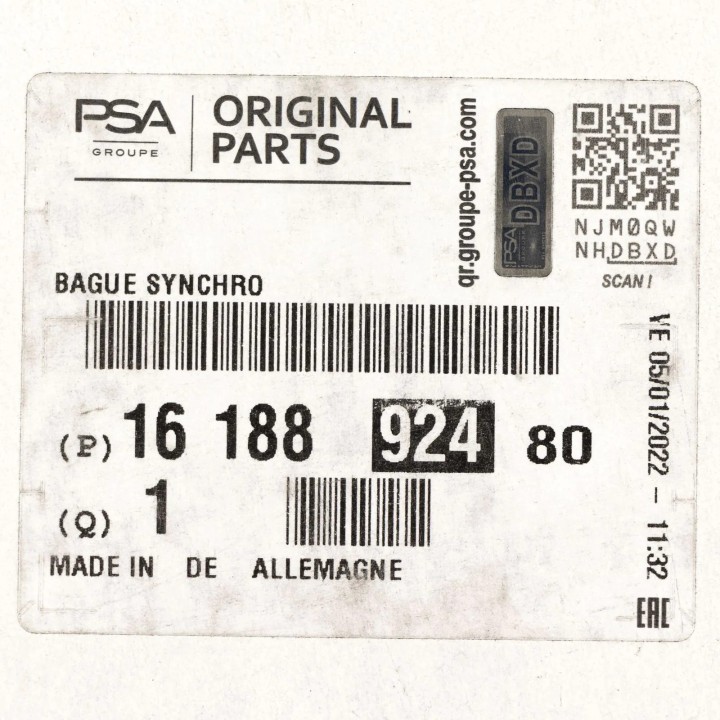 PSA
GROUPE
ORIGINAL
PARTS
qr.groupe-psa.com
PSA
DBXD
NJM0QW
NHDBXD
SCAN !
BAGUE SYNCHRO
(P) 16 188 924 80
(Q) 1
MADE IN DE ALLEMAGNE
VE 05/01/2022 - 11:32
EAC